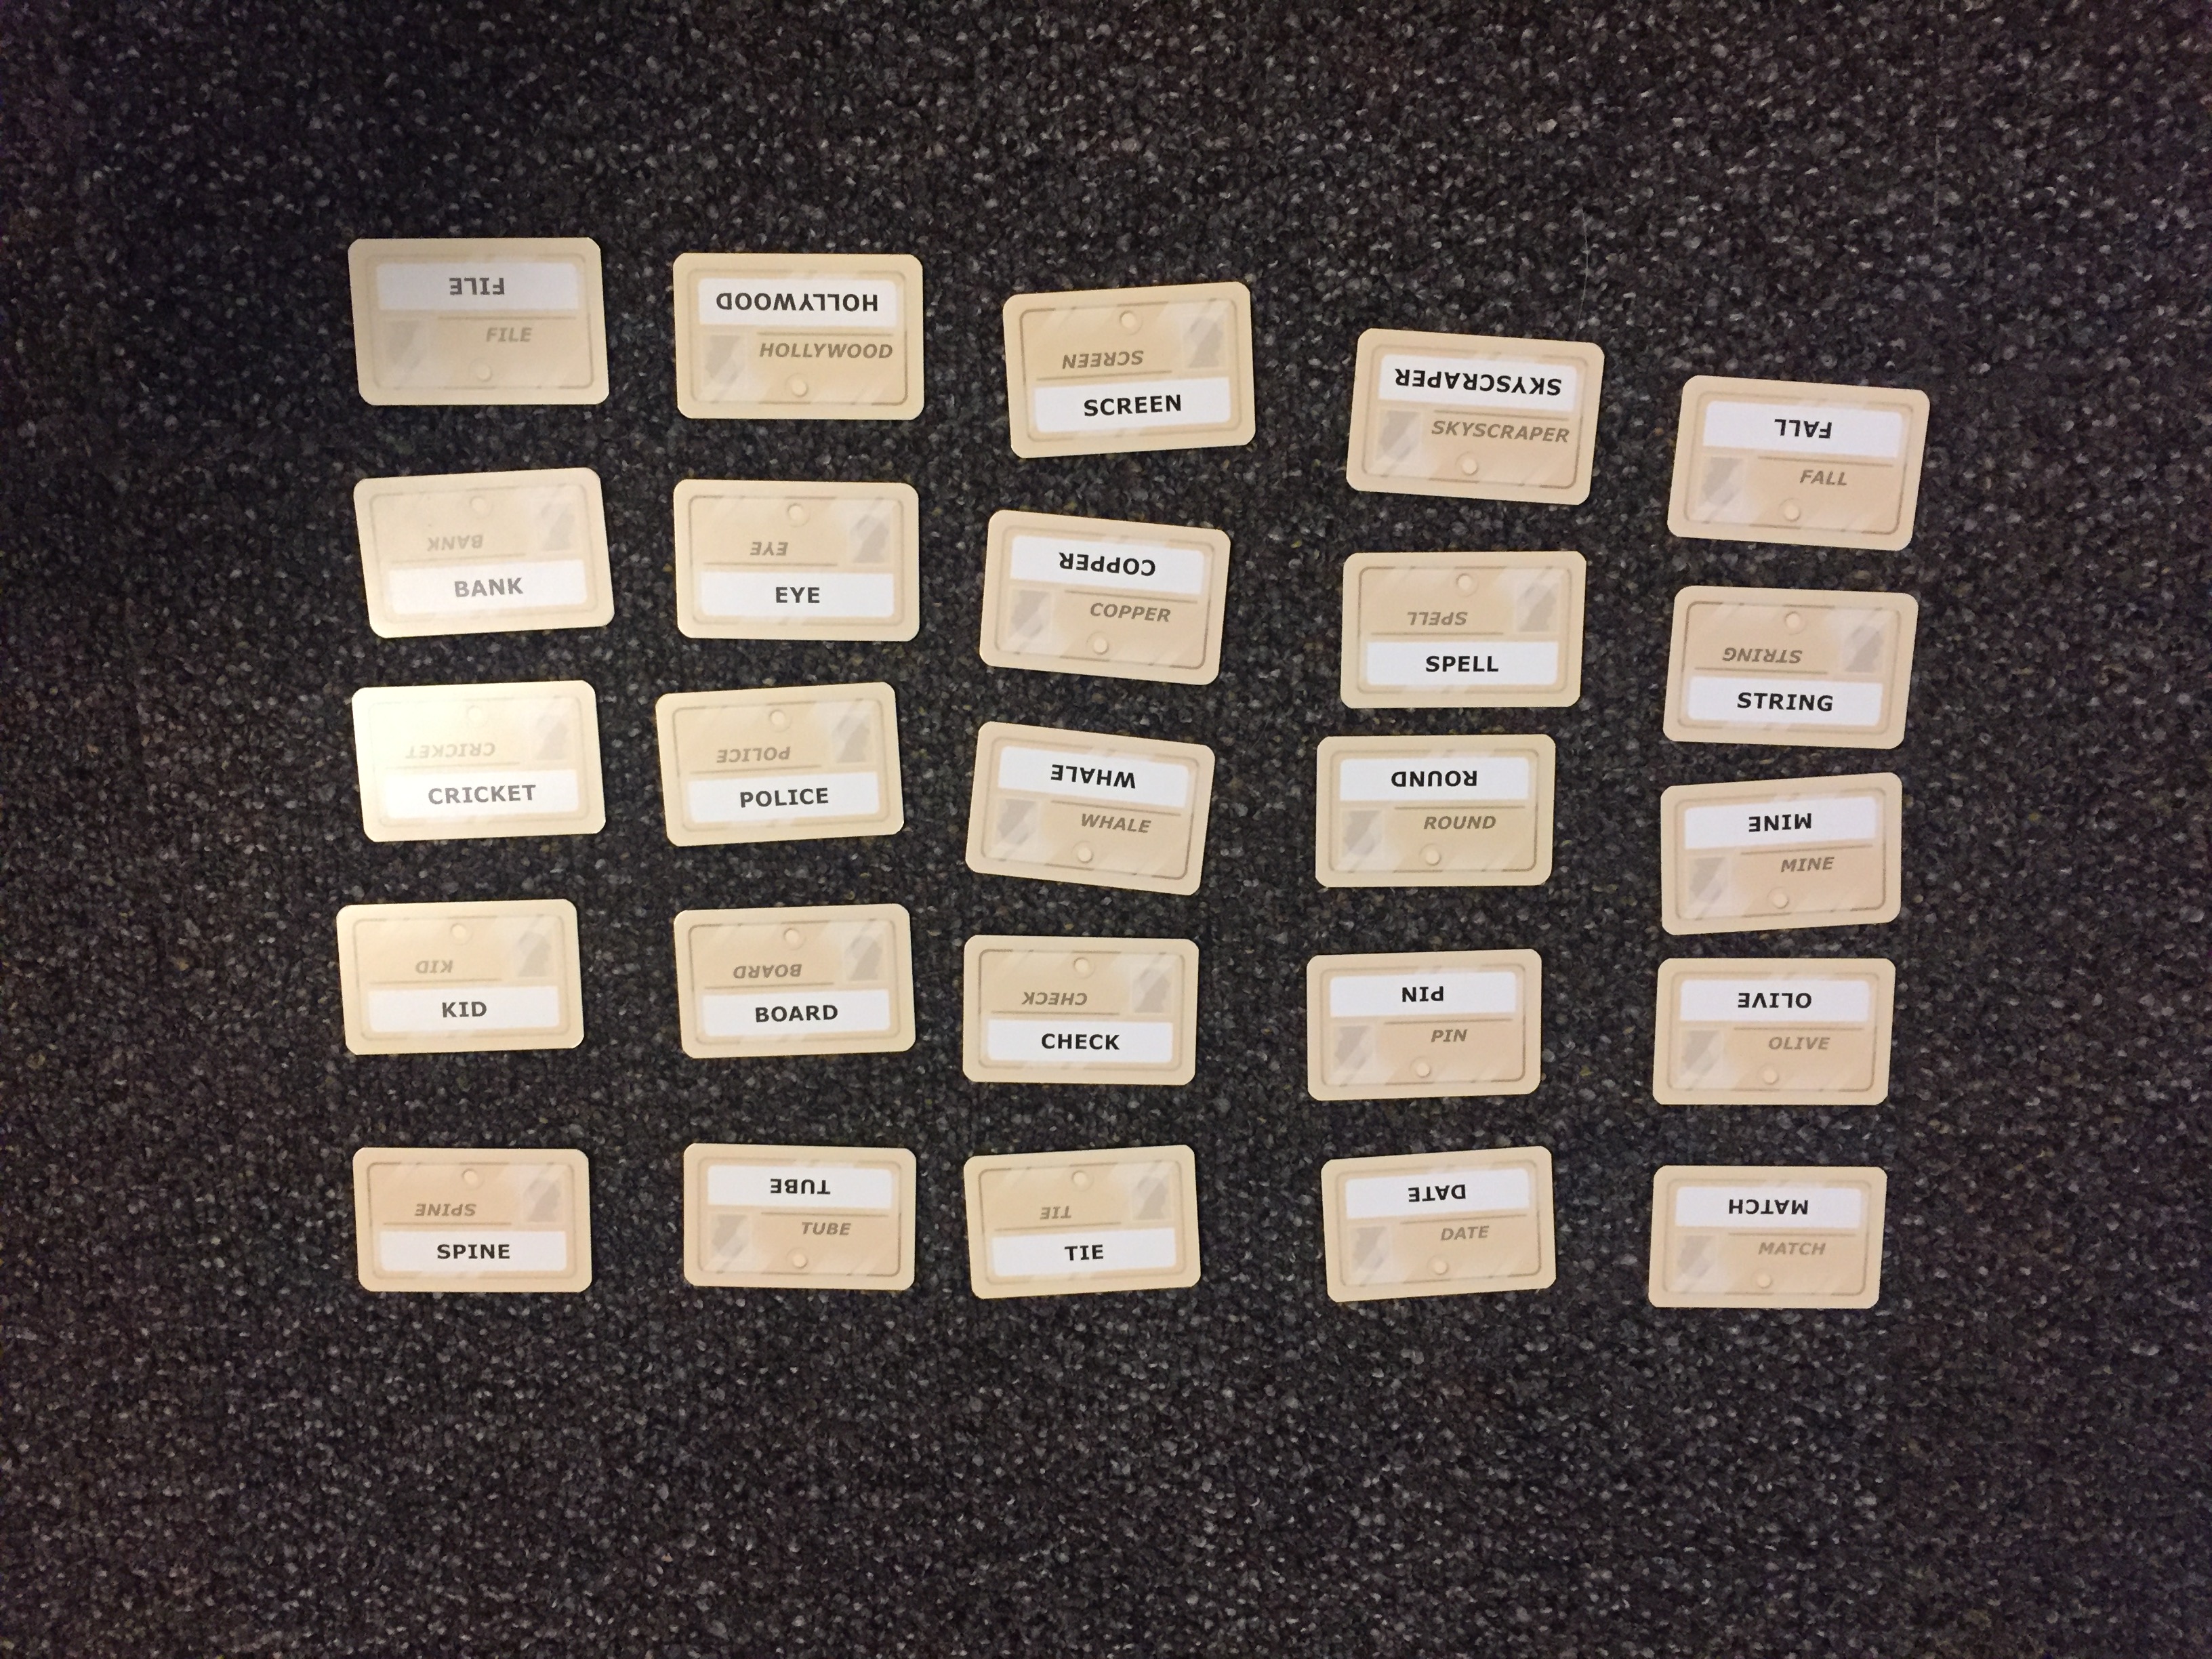 SPINE
SPINE
KID
KID
CRICKET
CRICKET
BANK
BANK
FILE
FILE
TUBE
TUBE
BOARD
BOARD
POLICE
POLICE
EYE
EYE
HOLLYWOOD
HOLLYWOOD
TIE
TIE
CHECK
CHECK
WHALE
WHALE
COPPER
COPPER
SCREEN
SCREEN
DATE
DATE
PIN
PIN
ROUND
ROUND
SPELL
SPELL
SKYSCRAPER
SKYSCRAPER
MATCH
MATCH
OLIVE
OLIVE
MINE
MINE
STRING
STRING
FALL
FALL